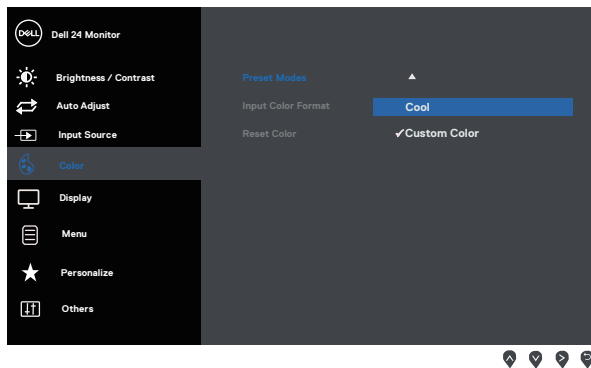 DELL
Dell 24 Monitor
Brightness / Contrast
Auto Adjust
Input Source
Color
Display
Menu
Personalize
Others
Preset Modes
Input Color Format
Reset Color
Cool
✓Custom Color